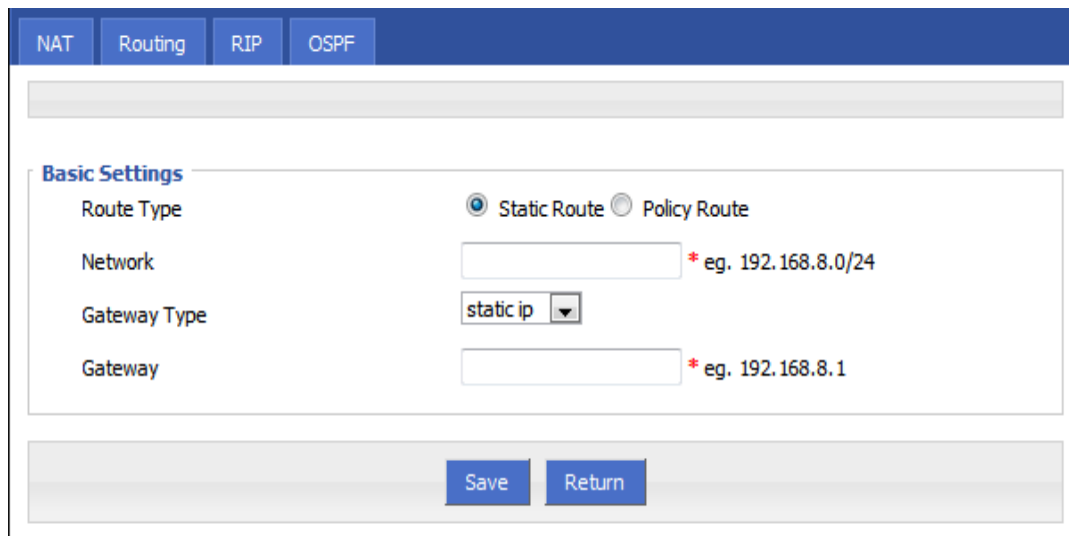 NAT Routing RIP OSPF
Basic Settings
Route Type Static Route Policy Route
Network * eg. 192.168.8.0/24
Gateway Type static ip
Gateway * eg. 192.168.8.1
Save Return